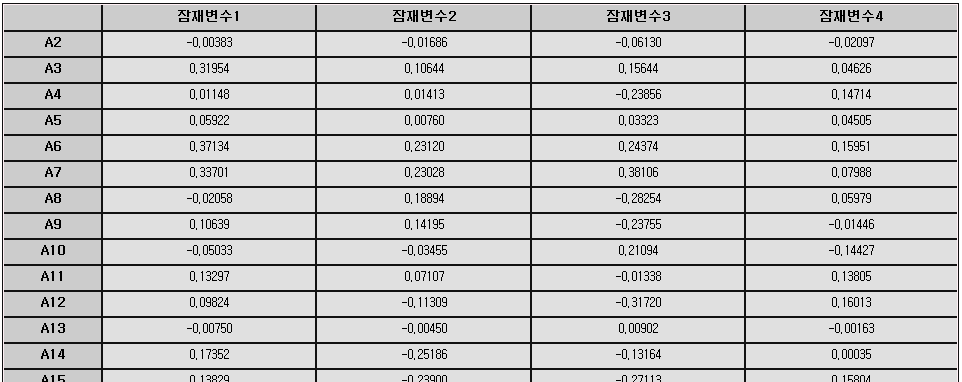 잠재변수1 잠재변수2 잠재변수3 잠재변수4
A2 -0,00383 -0,01686 -0,06130 -0,02097
A3 0,31954 0,10644 0,15644 0,04626
A4 0,01148 0,01413 -0,23856 0,14714
A5 0,05922 0,00760 0,03323 0,04505
A6 0,37134 0,23120 0,24374 0,15951
A7 0,33701 0,23028 0,38106 0,07988
A8 -0,02058 0,18894 -0,28254 0,05979
A9 0,10639 0,14195 -0,23755 -0,01446
A10 -0,05033 -0,03455 0,21094 -0,14427
A11 0,13297 0,07107 -0,01338 0,13805
A12 0,09824 -0,11309 -0,31720 0,16013
A13 -0,00750 -0,00450 0,00902 -0,00163
A14 0,17352 -0,25186 -0,13164 0,00035
A15 0,13829 -0,23900 -0,27113 0,15804